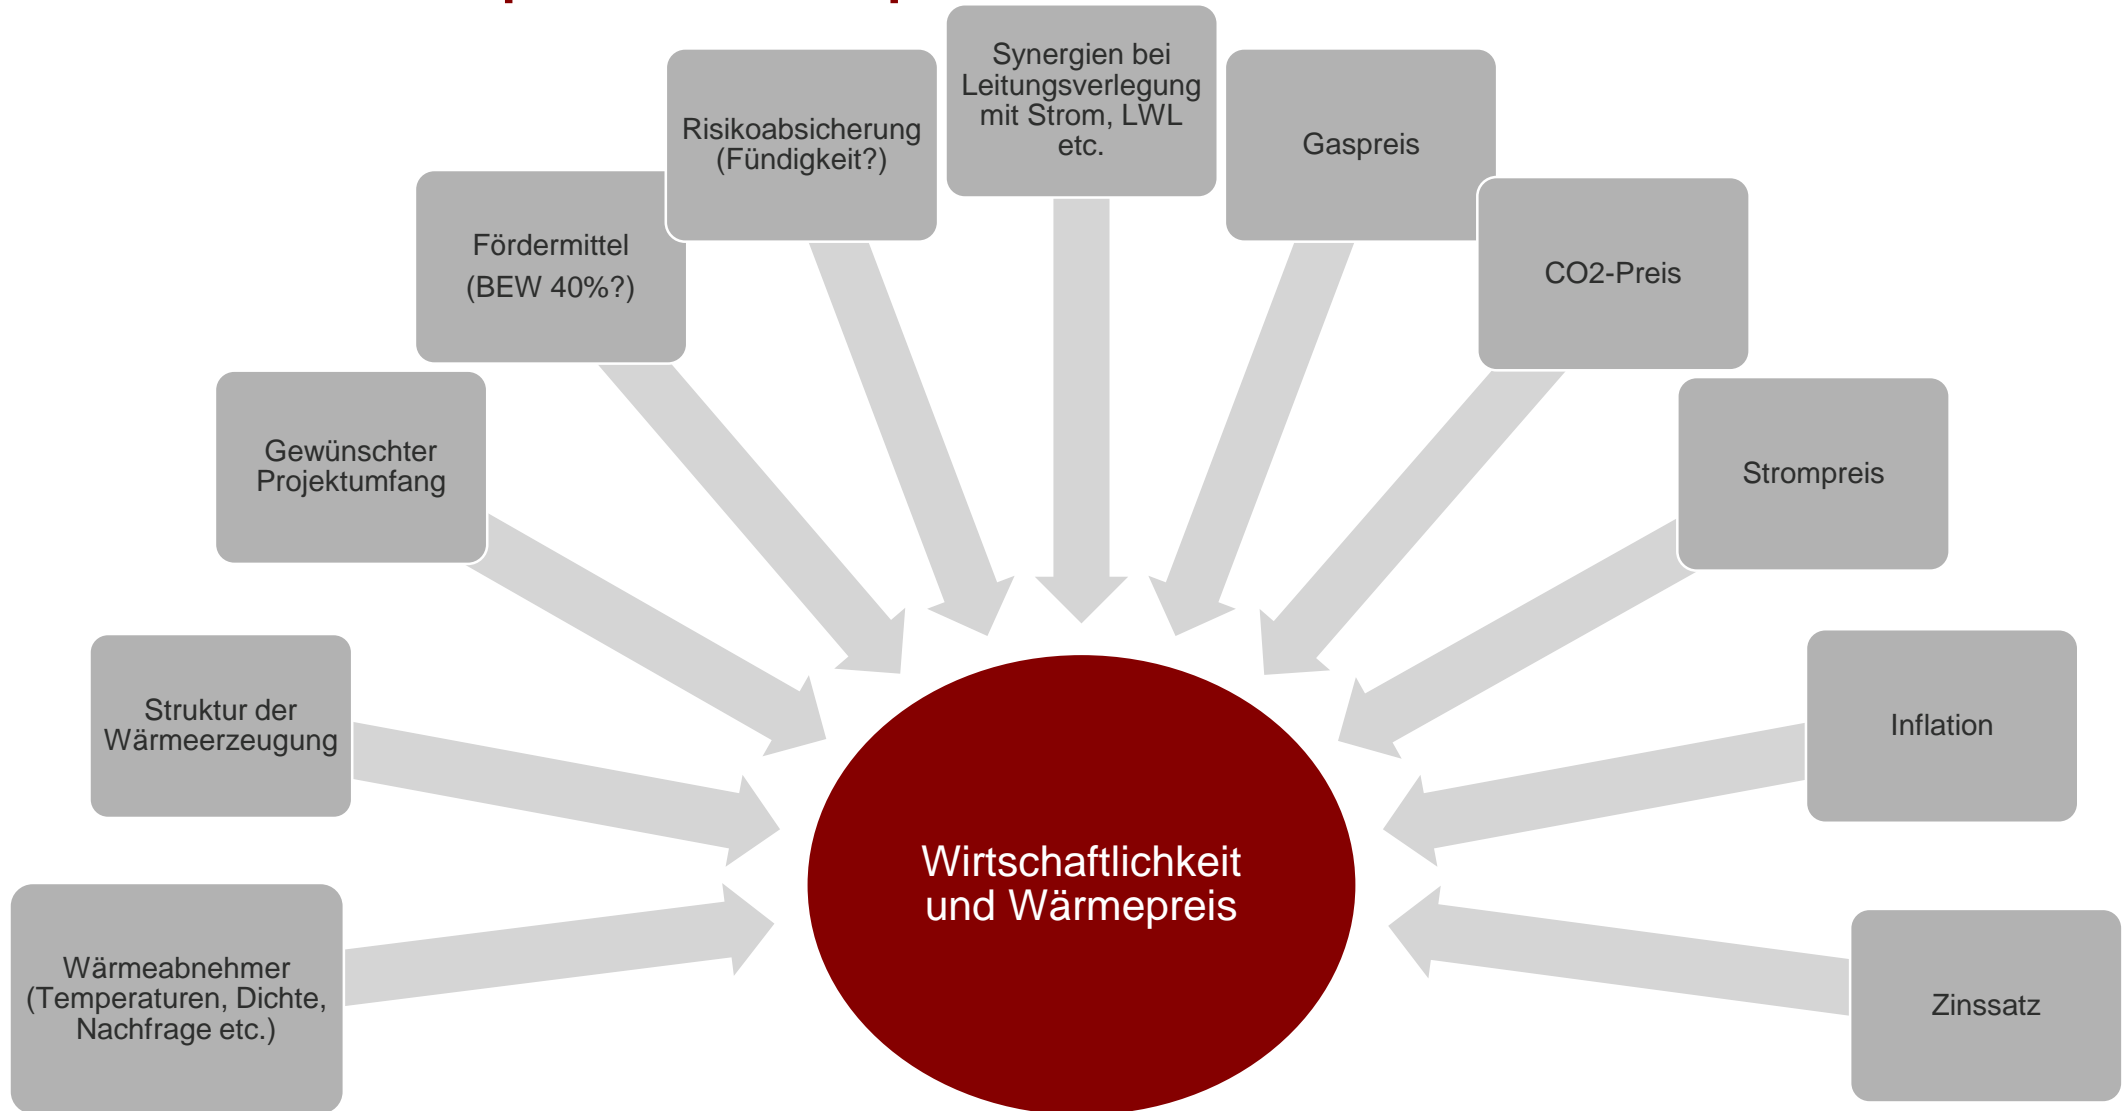 Synergien bei
Leitungsverlegung
mit Strom, LWL
etc.
Risikoabsicherung
(Fündigkeit?)
Gaspreis
Fördermittel
(BEW 40%?)
CO2-Preis
Gewünschter
Projektumfang
Strompreis
Struktur der
Wärmeerzeugung
Inflation
Wirtschaftlichkeit
und Wärmepreis
Wärmeabnehmer
(Temperaturen, Dichte,
Nachfrage etc.)
Zinssatz